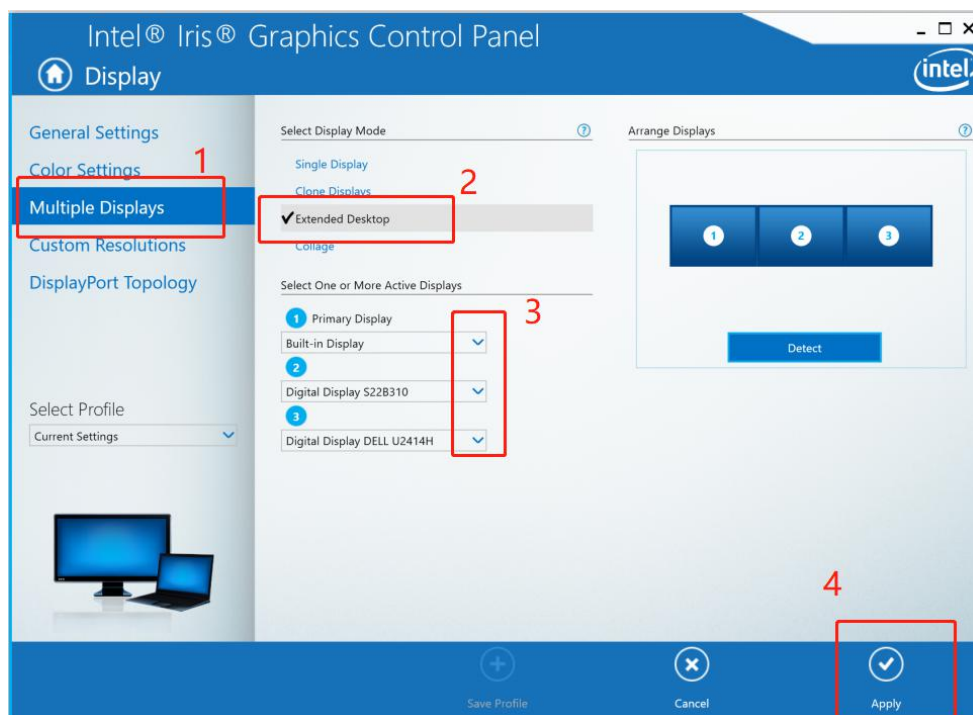 Intel® Iris® Graphics Control Panel
Display
intel
General Settings
Color Settings
1
Multiple Displays
Custom Resolutions
DisplayPort Topology
Select Profile
Current Settings
Select Display Mode
?
Single Display
Clone Displays
2
Extended Desktop
Collage
Select One or More Active Displays
1 Primary Display
3
Built-in Display
2
Digital Display S22B310
3
Digital Display DELL U2414H
Arrange Displays
?
1 2 3
Detect
4
Save Profile
Cancel
Apply